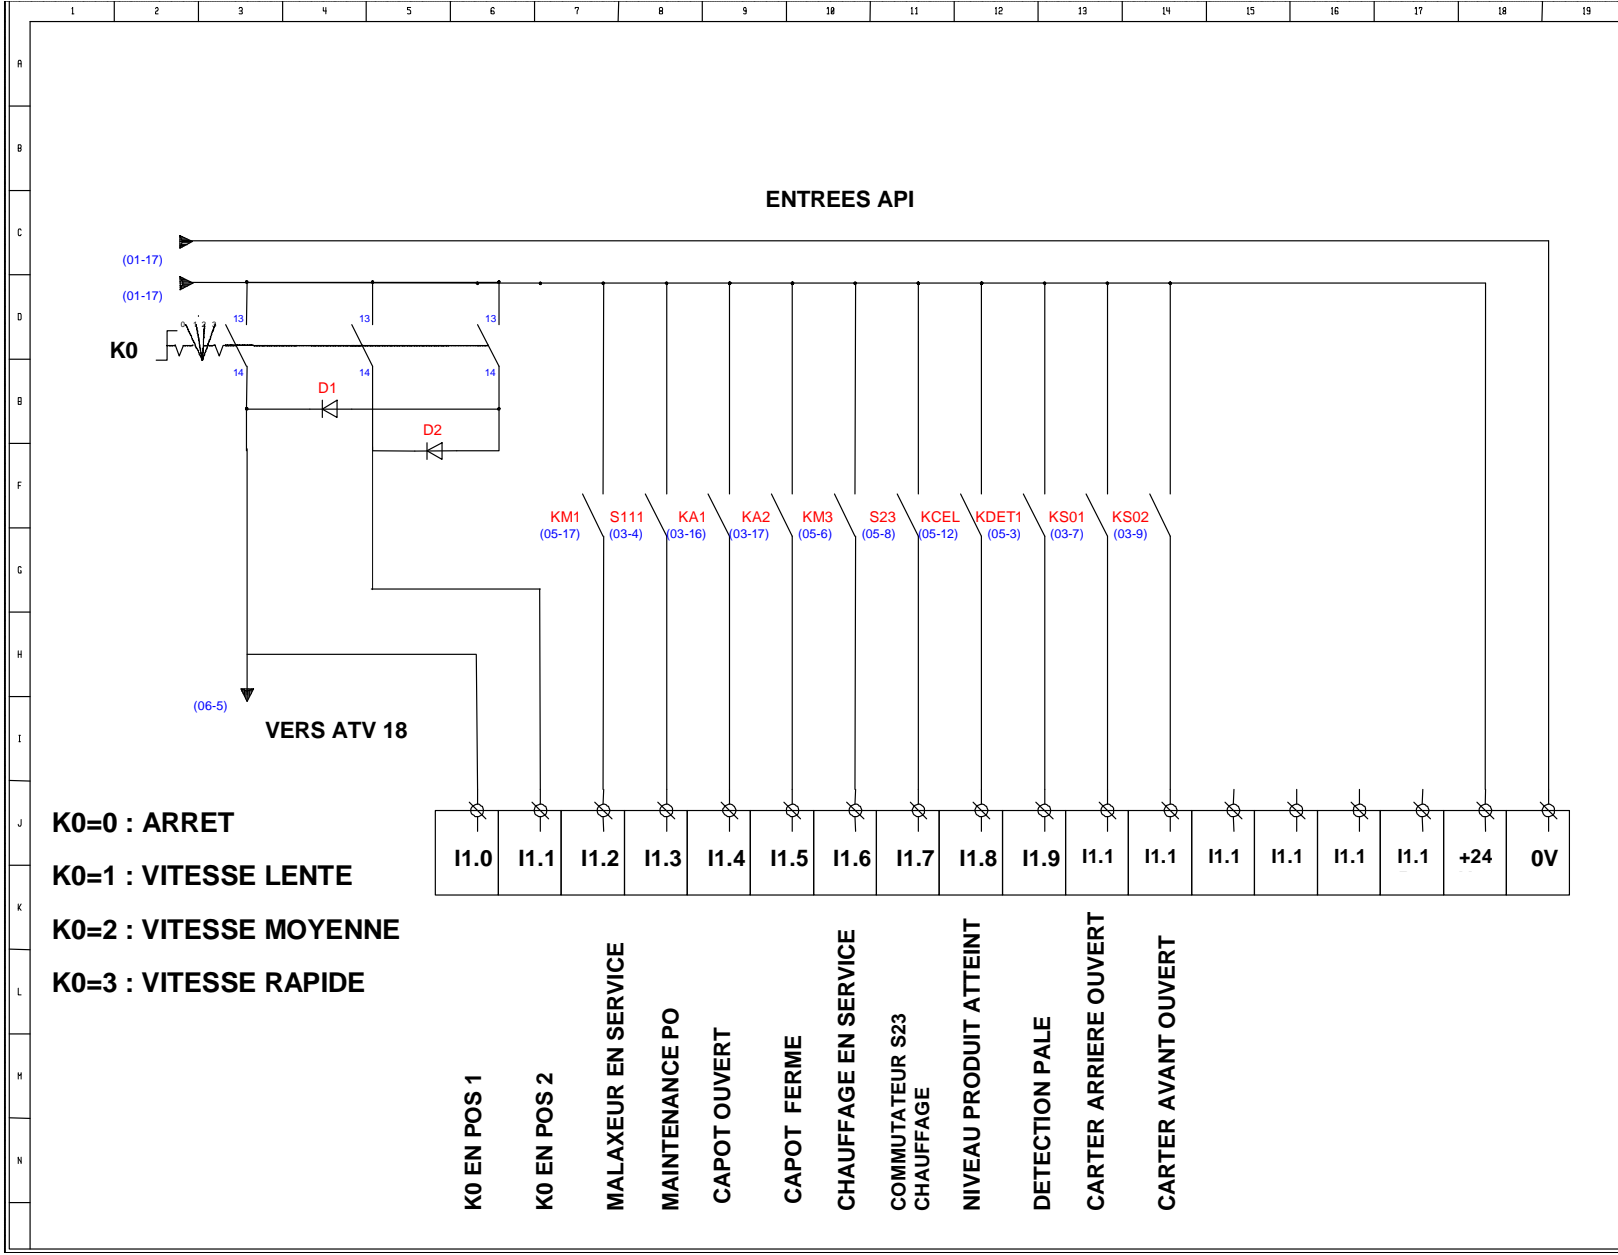 1 2 3 4 5 6 7 8 9 10 11 12 13 14 15 16 17 18 19
A
B
ENTREES API
C
(01-17)
(01-17)
D
0 1 2 3
13 13 13
K0
14 14 14
D1
B
D2
F
KM1 S111 KA1 KA2 KM3 S23 KCEL KDET1 KS01 KS02
(05-17) (03-4) (03-16) (03-17) (05-6) (05-8) (05-12) (05-3) (03-7) (03-9)
G
H
(06-5)
VERS ATV 18
I
J
K0=0 : ARRET
I1.0 I1.1 I1.2 I1.3 I1.4 I1.5 I1.6 I1.7 I1.8 I1.9 I1.1 I1.1 I1.1 I1.1 I1.1 I1.1 +24 0V
K0=1 : VITESSE LENTE
K
K0=2 : VITESSE MOYENNE
K0=3 : VITESSE RAPIDE
L
M
N
K0 EN POS 1
K0 EN POS 2
MALAXEUR EN SERVICE
MAINTENANCE PO
CAPOT OUVERT
CAPOT FERME
CHAUFFAGE EN SERVICE
COMMUTATEUR S23
CHAUFFAGE
NIVEAU PRODUIT ATTEINT
DETECTION PALE
CARTER ARRIERE OUVERT
CARTER AVANT OUVERT